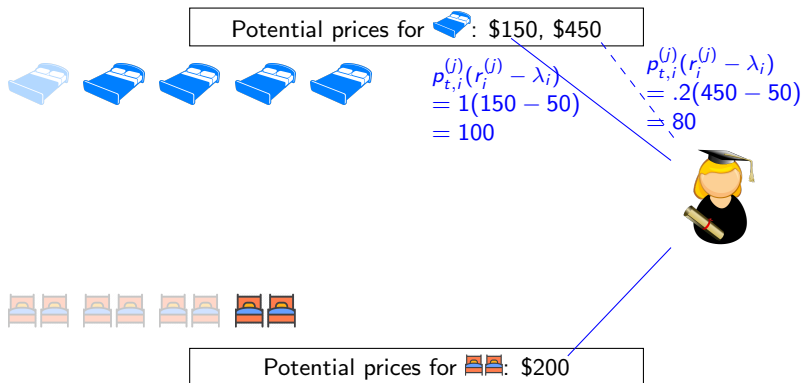 Potential prices for : $150, $450
p_{t,i}^{(j)}(r_i^{(j)} − λ_i)
= 1(150 − 50)
= 100
p_{t,i}^{(j)}(r_i^{(j)} − λ_i)
= .2(450 − 50)
= 80
Potential prices for : $200